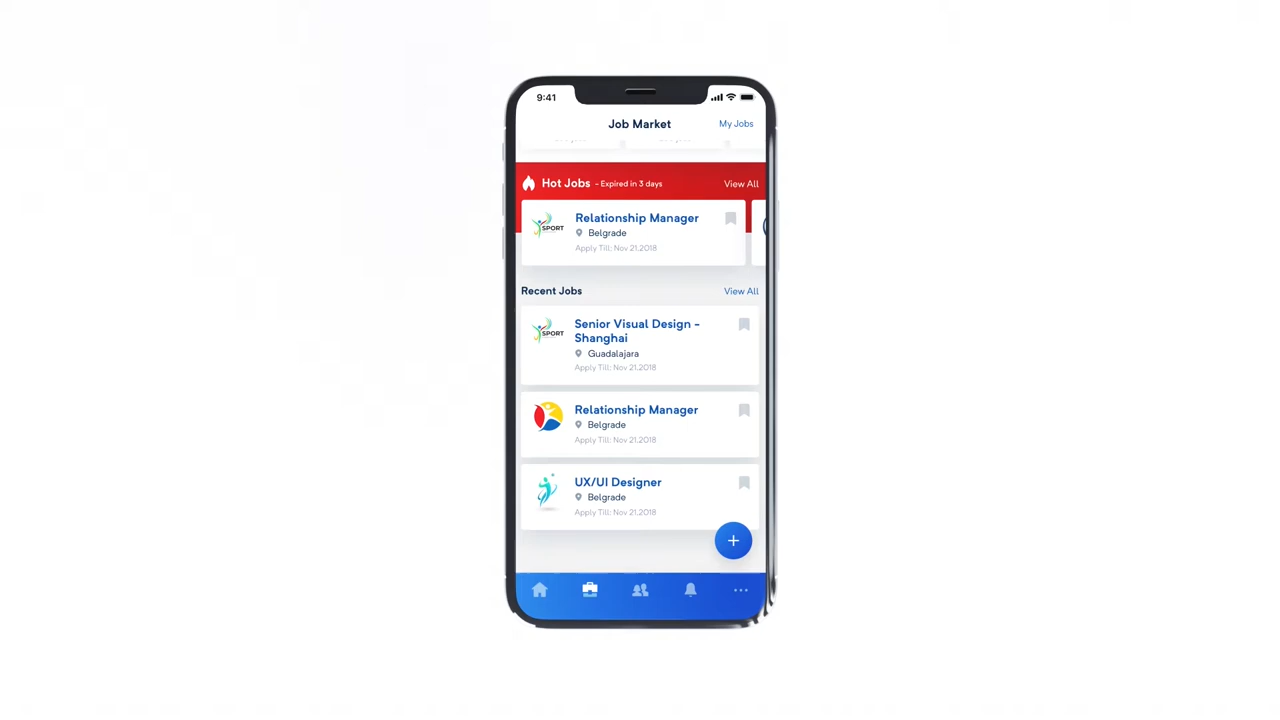 9:41
Job Market
My Jobs
Hot Jobs - Expired in 3 days
View All
SPORT
Relationship Manager
Belgrade
Apply Till: Nov 21.2018
Recent Jobs
View All
SPORT
Senior Visual Design -
Shanghai
Guadalajara
Apply Till: Nov 21.2018
Relationship Manager
Belgrade
Apply Till: Nov 21.2018
UX/UI Designer
Belgrade
Apply Till: Nov 21.2018